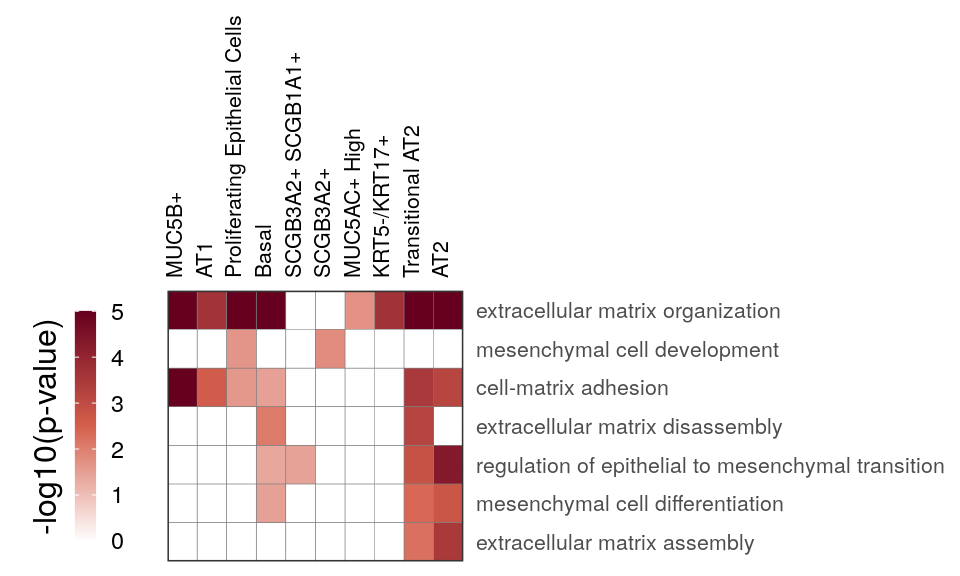 MUC5B+
AT1
Proliferating Epithelial Cells
Basal
SCGB3A2+ SCGB1A1+
SCGB3A2+
MUC5AC+ High
KRT5-/KRT17+
Transitional AT2
AT2
-log10(p-value)
5
4
3
2
1
0
extracellular matrix organization
mesenchymal cell development
cell-matrix adhesion
extracellular matrix disassembly
regulation of epithelial to mesenchymal transition
mesenchymal cell differentiation
extracellular matrix assembly